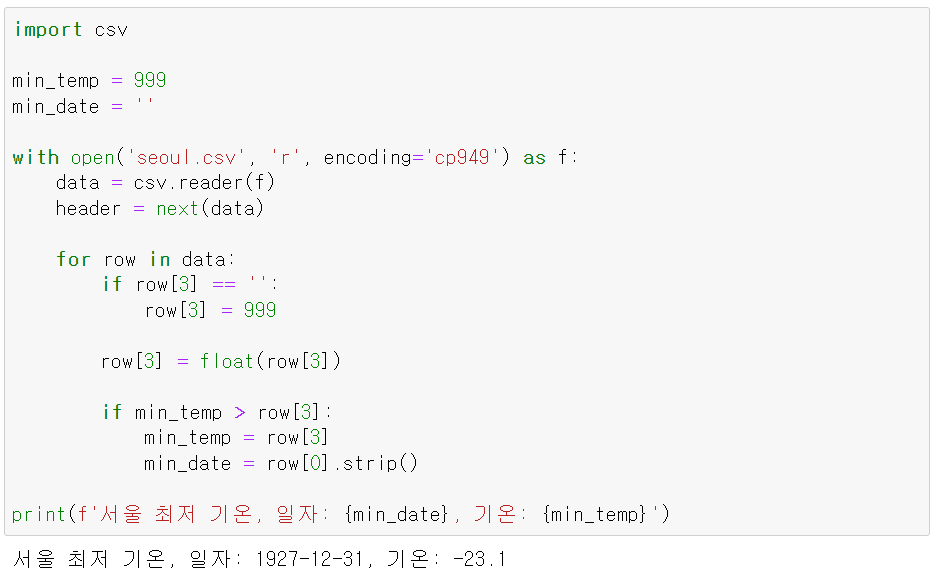 import csv
min_temp = 999
min_date = ''
with open('seoul.csv', 'r', encoding='cp949') as f:
    data = csv.reader(f)
    header = next(data)
    for row in data:
        if row[3] == '':
            row[3] = 999
        row[3] = float(row[3])
        if min_temp > row[3]:
            min_temp = row[3]
            min_date = row[0].strip()
print(f'서울 최저 기온, 일자: {min_date}, 기온: {min_temp}')
서울 최저 기온, 일자: 1927-12-31, 기온: -23.1